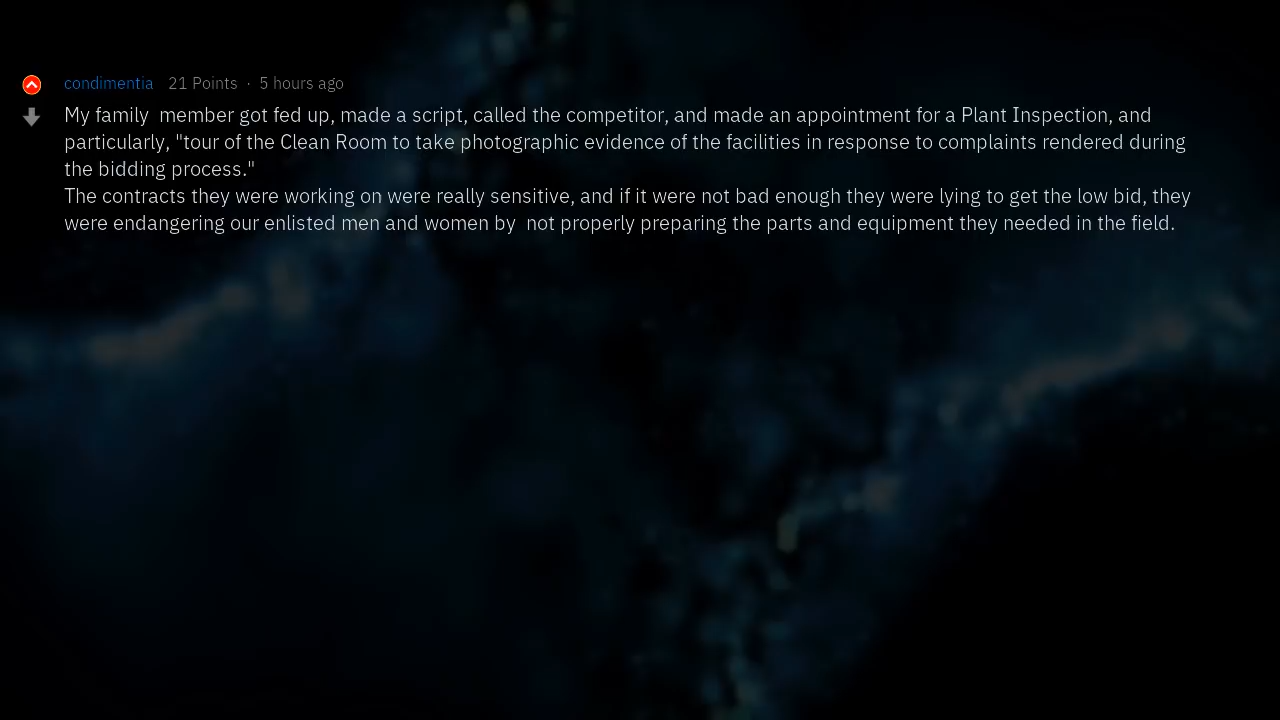 condimentia 21 Points · 5 hours ago
My family  member got fed up, made a script, called the competitor, and made an appointment for a Plant Inspection, and
particularly, "tour of the Clean Room to take photographic evidence of the facilities in response to complaints rendered during
the bidding process."
The contracts they were working on were really sensitive, and if it were not bad enough they were lying to get the low bid, they
were endangering our enlisted men and women by  not properly preparing the parts and equipment they needed in the field.